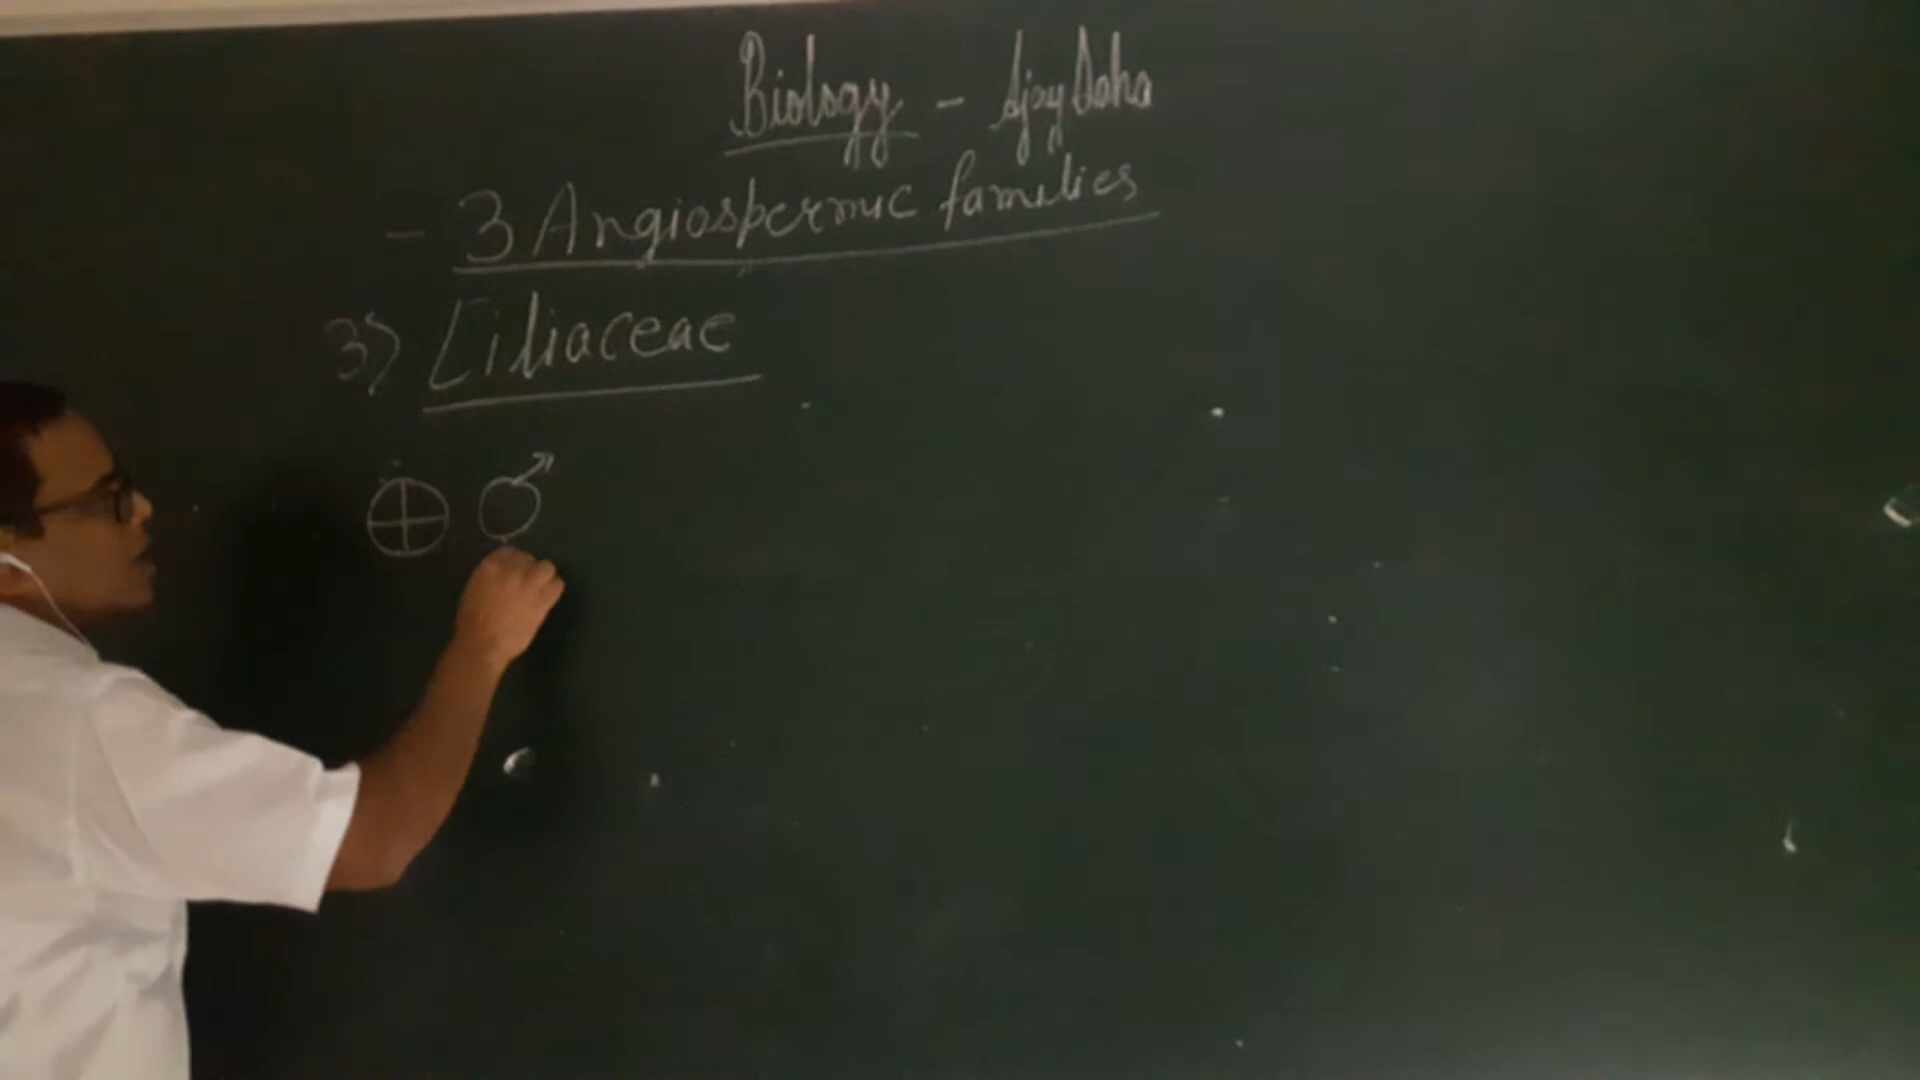 Biology - Ajay Saha
- 3 Angiospermic families
3) Liliaceae
⊕ ♂